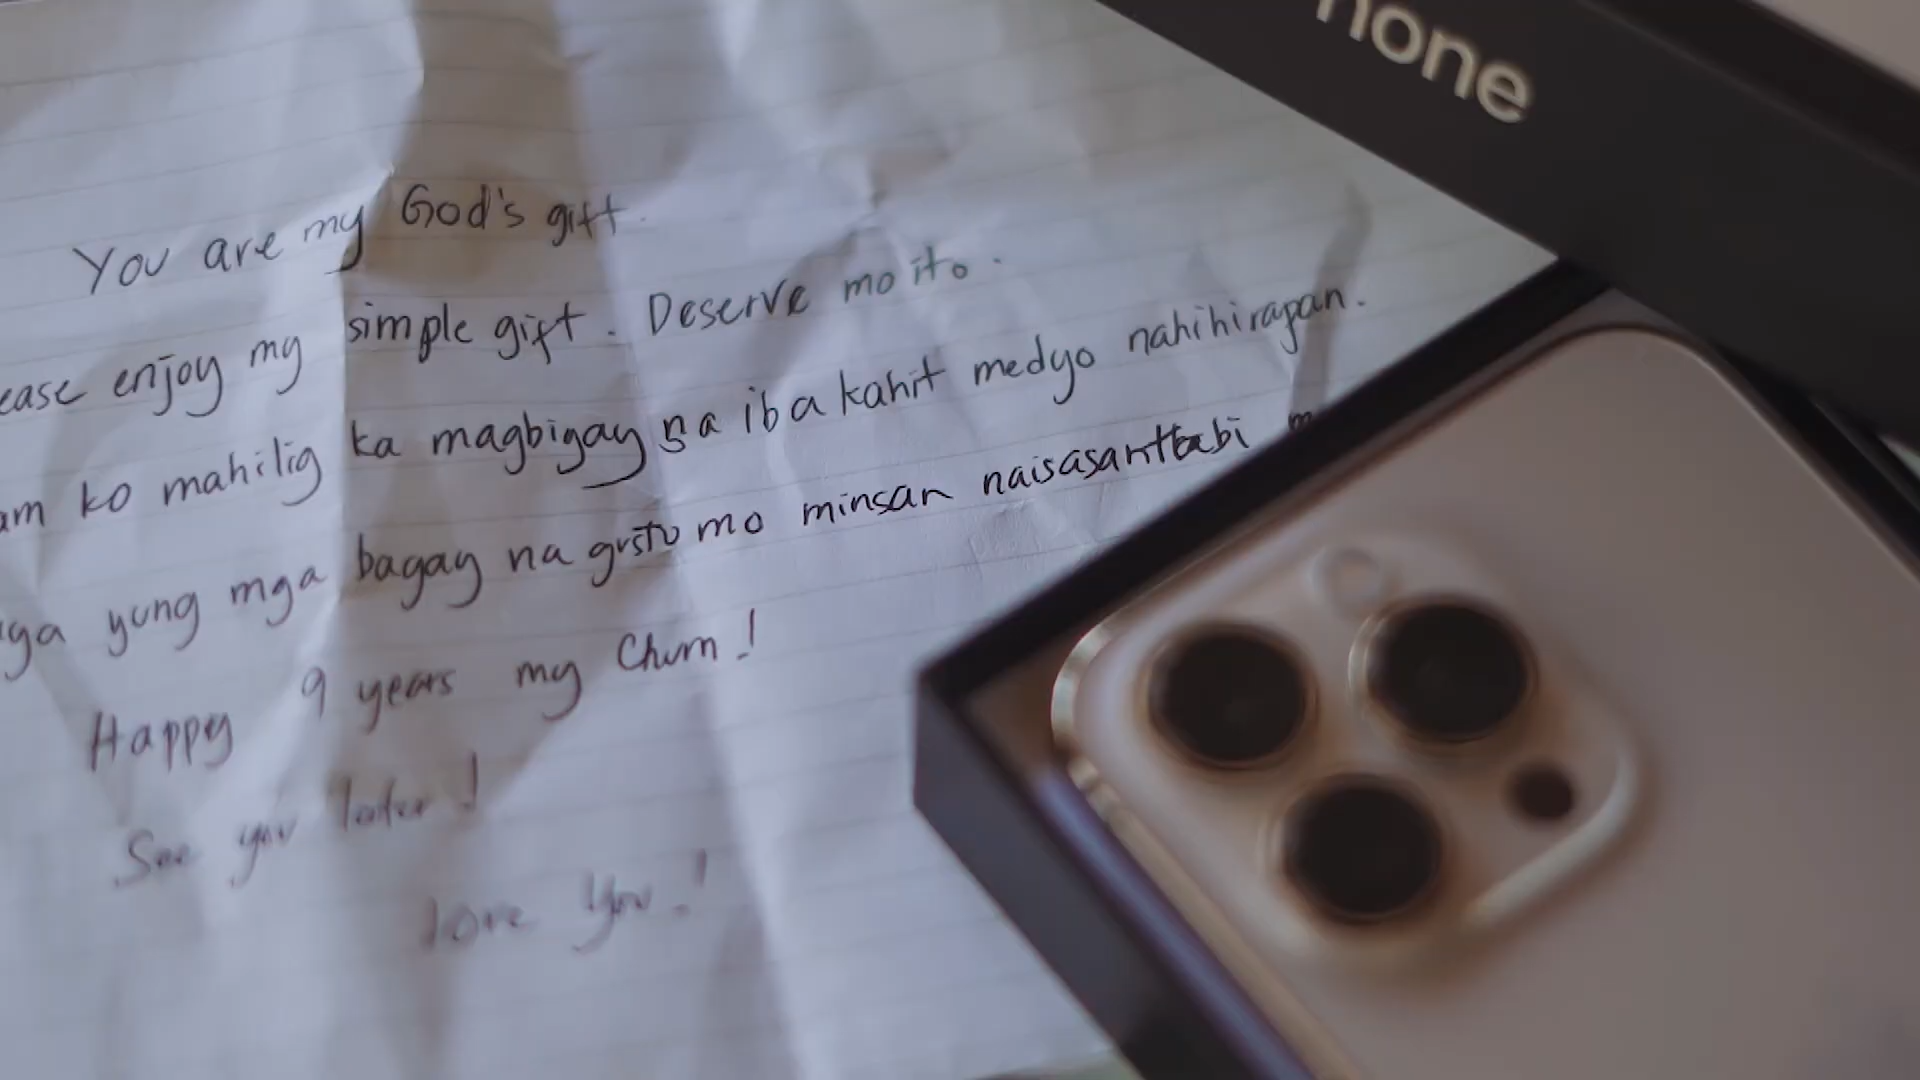 hone
You are my God's gift.
ease enjoy my simple gift. Deserve mo ito.
am ko mahilig ka magbigay sa iba kahit medyo nahihirapan.
ga yung mga bagay na gusto mo minsan naisasantabi m
Happy 9 years my Chum!
See you later!
love you!